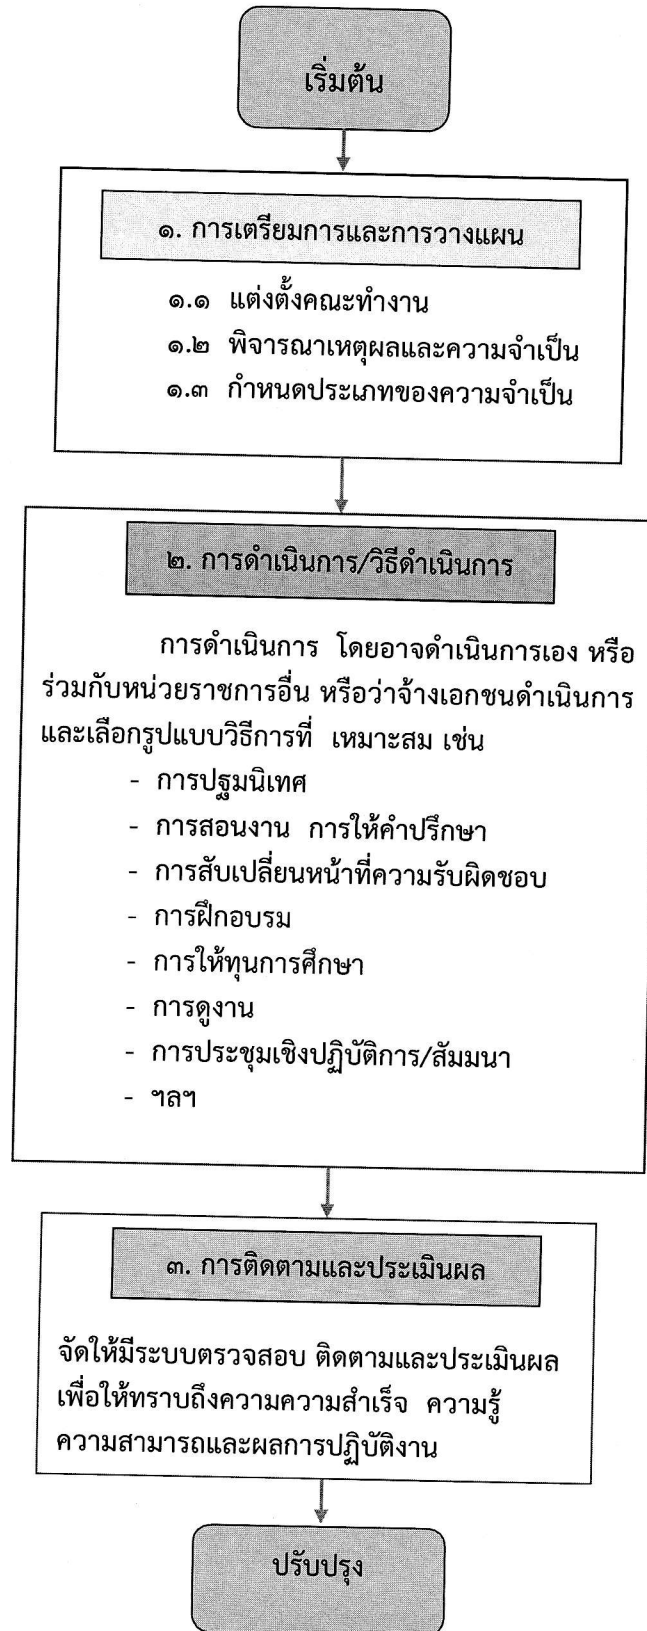 เริ่มต้น
๑. การเตรียมการและการวางแผน
๑.๑ แต่งตั้งคณะทำงาน
๑.๒ พิจารณาเหตุผลและความจำเป็น
๑.๓ กำหนดประเภทของความจำเป็น
๒. การดำเนินการ/วิธีดำเนินการ
การดำเนินการ โดยอาจดำเนินการเอง หรือ
ร่วมกับหน่วยราชการอื่น หรือว่าจ้างเอกชนดำเนินการ
และเลือกรูปแบบวิธีการที่ เหมาะสม เช่น
- การปฐมนิเทศ
- การสอนงาน การให้คำปรึกษา
- การสับเปลี่ยนหน้าที่ความรับผิดชอบ
- การฝึกอบรม
- การให้ทุนการศึกษา
- การดูงาน
- การประชุมเชิงปฏิบัติการ/สัมมนา
- ฯลฯ
๓. การติดตามและประเมินผล
จัดให้มีระบบตรวจสอบ ติดตามและประเมินผล
เพื่อให้ทราบถึงความความสำเร็จ ความรู้
ความสามารถและผลการปฏิบัติงาน
ปรับปรุง